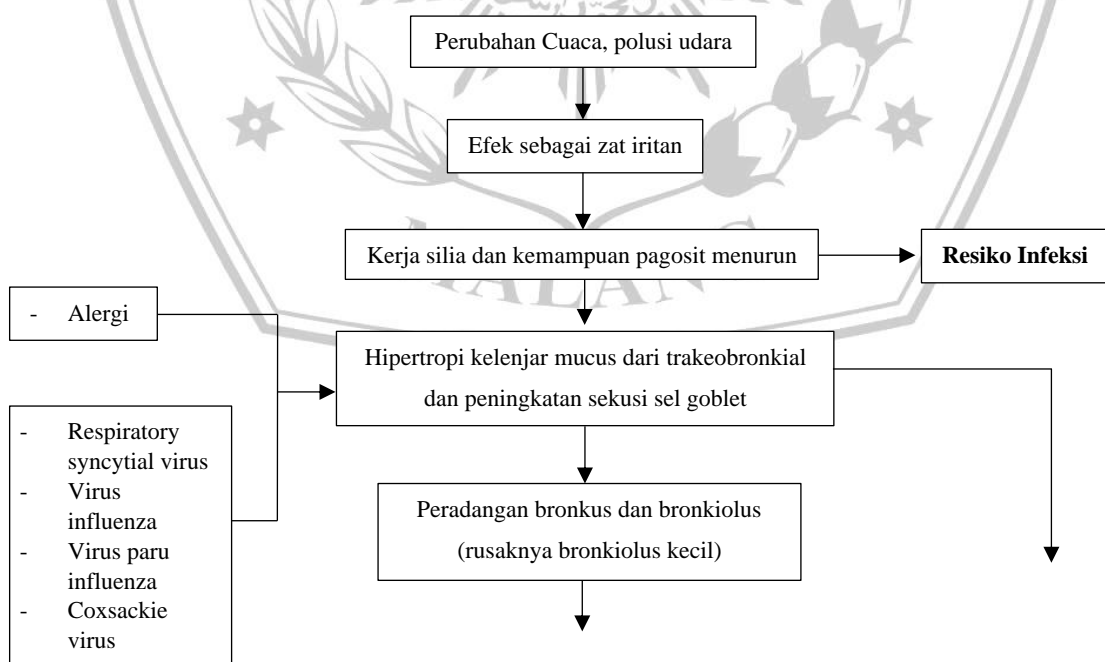 Perubahan Cuaca, polusi udara
Efek sebagai zat iritan
Kerja silia dan kemampuan pagosit menurun
Resiko Infeksi
- Alergi
Hipertropi kelenjar mucus dari trakeobronkial
dan peningkatan sekusi sel goblet
- Respiratory
syncytial virus
- Virus
influenza
- Virus paru
influenza
- Coxsackie
virus
Peradangan bronkus dan bronkiolus
(rusaknya bronkiolus kecil)
MALANG